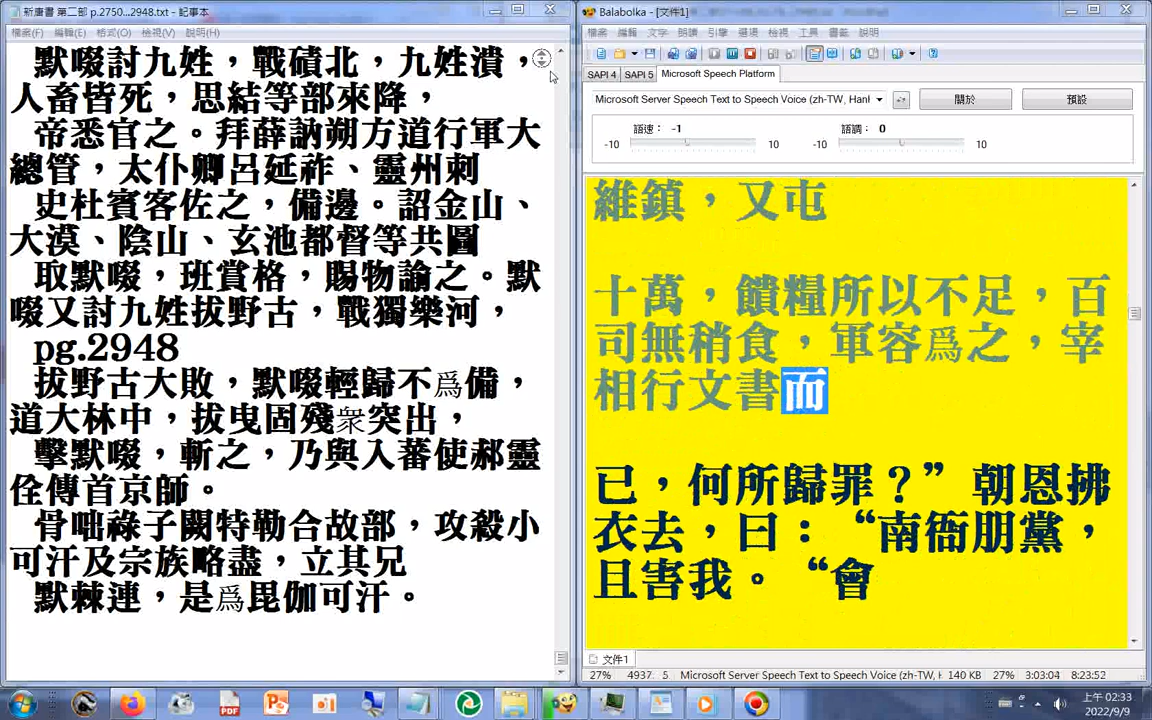 新唐書 第二部 p.2750...2948.txt - 記事本
檔案(F) 編輯(E) 格式(O) 檢視(V) 說明(H)
默啜討九姓，戰磧北，九姓潰，
人畜皆死，思結等部來降，
帝悉官之。拜薛訥朔方道行軍大
總管，太仆卿呂延祚、靈州刺
史杜賓客佐之，備邊。詔金山、
大漠、陰山、玄池都督等共圖
取默啜，班賞格，賜物論之。默
啜又討九姓拔野古，戰獨樂河，
pg.2948
拔野古大敗，默啜輕歸不爲備，
道大林中，拔曳固殘衆突出，
擊默啜，斬之，乃與入蕃使郝靈
佺傳首京師。
骨咄祿子闕特勒合故部，攻殺小
可汗及宗族略盡，立其兄
默棘連，是爲毘伽可汗。
Balabolka - [文件1]
檔案 編輯 文字 朗讀 引擎 選項 檢視 工具 書籤 說明
SAPI 4 SAPI 5 Microsoft Speech Platform
Microsoft Server Speech Text to Speech Voice (zh-TW, Hanl
關於 預設
語速： -1 語調： 0
-10 10 -10 10
維鎮，又屯
十萬，饋糧所以不足，百
司無稍食，軍容爲之，宰
相行文書而
已，何所歸罪？”朝恩拂
衣去，曰：“南衙朋黨，
且害我。“會
文件1
27% 4937. 5 Microsoft Server Speech Text to Speech Voice (zh-TW, H 140 KB 27% 3:03:04 8:23:52
上午 02:33
2022/9/9